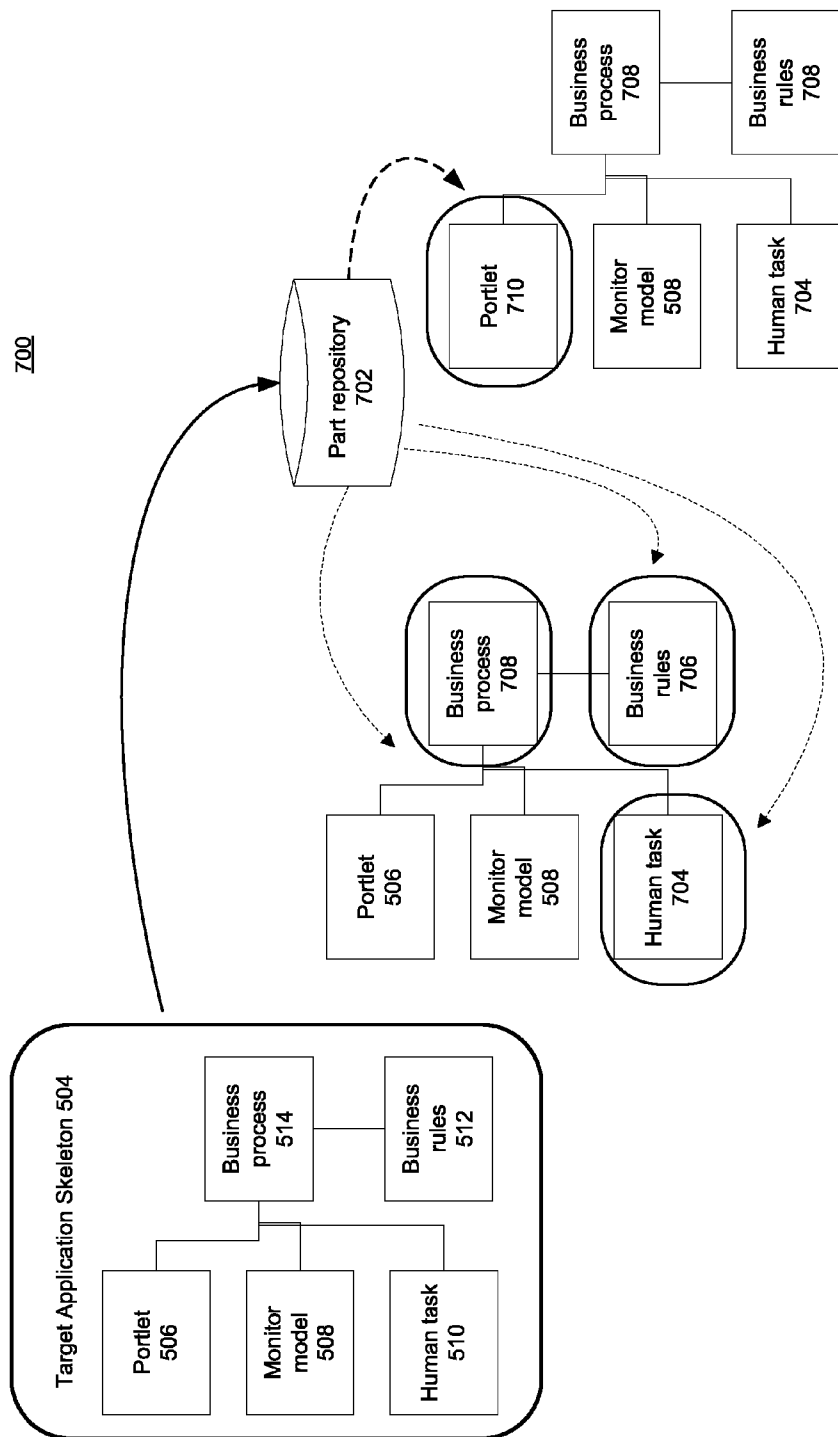 700
Target Application Skeleton 504
Portlet
506
Monitor
model
508
Human task
510
Business
process
514
Business
rules
512
Part repository
702
Portlet
506
Monitor
model
508
Human task
704
Business
process
708
Business
rules
706
Portlet
710
Monitor
model
508
Human task
704
Business
process
708
Business
rules
708